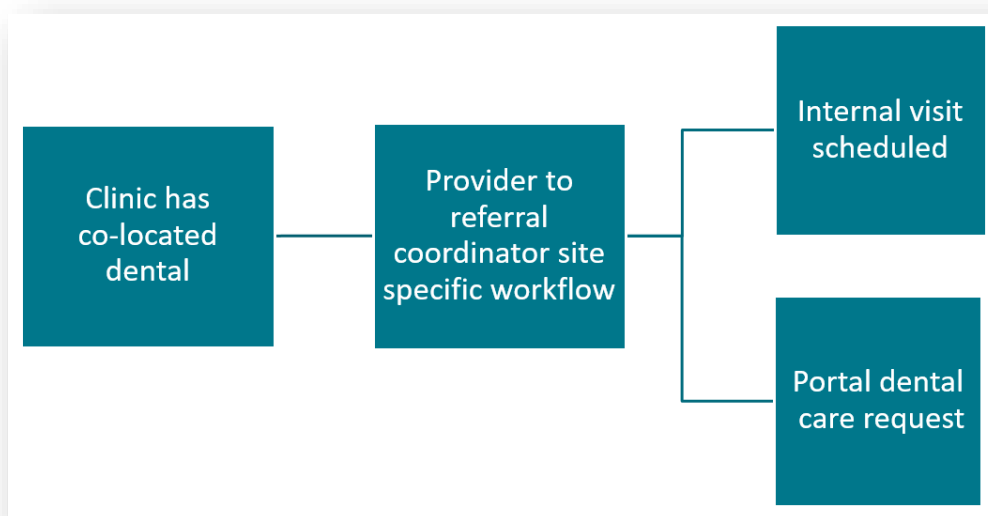 Clinic has
co-located
dental
Provider to
referral
coordinator site
specific workflow
Internal visit
scheduled
Portal dental
care request